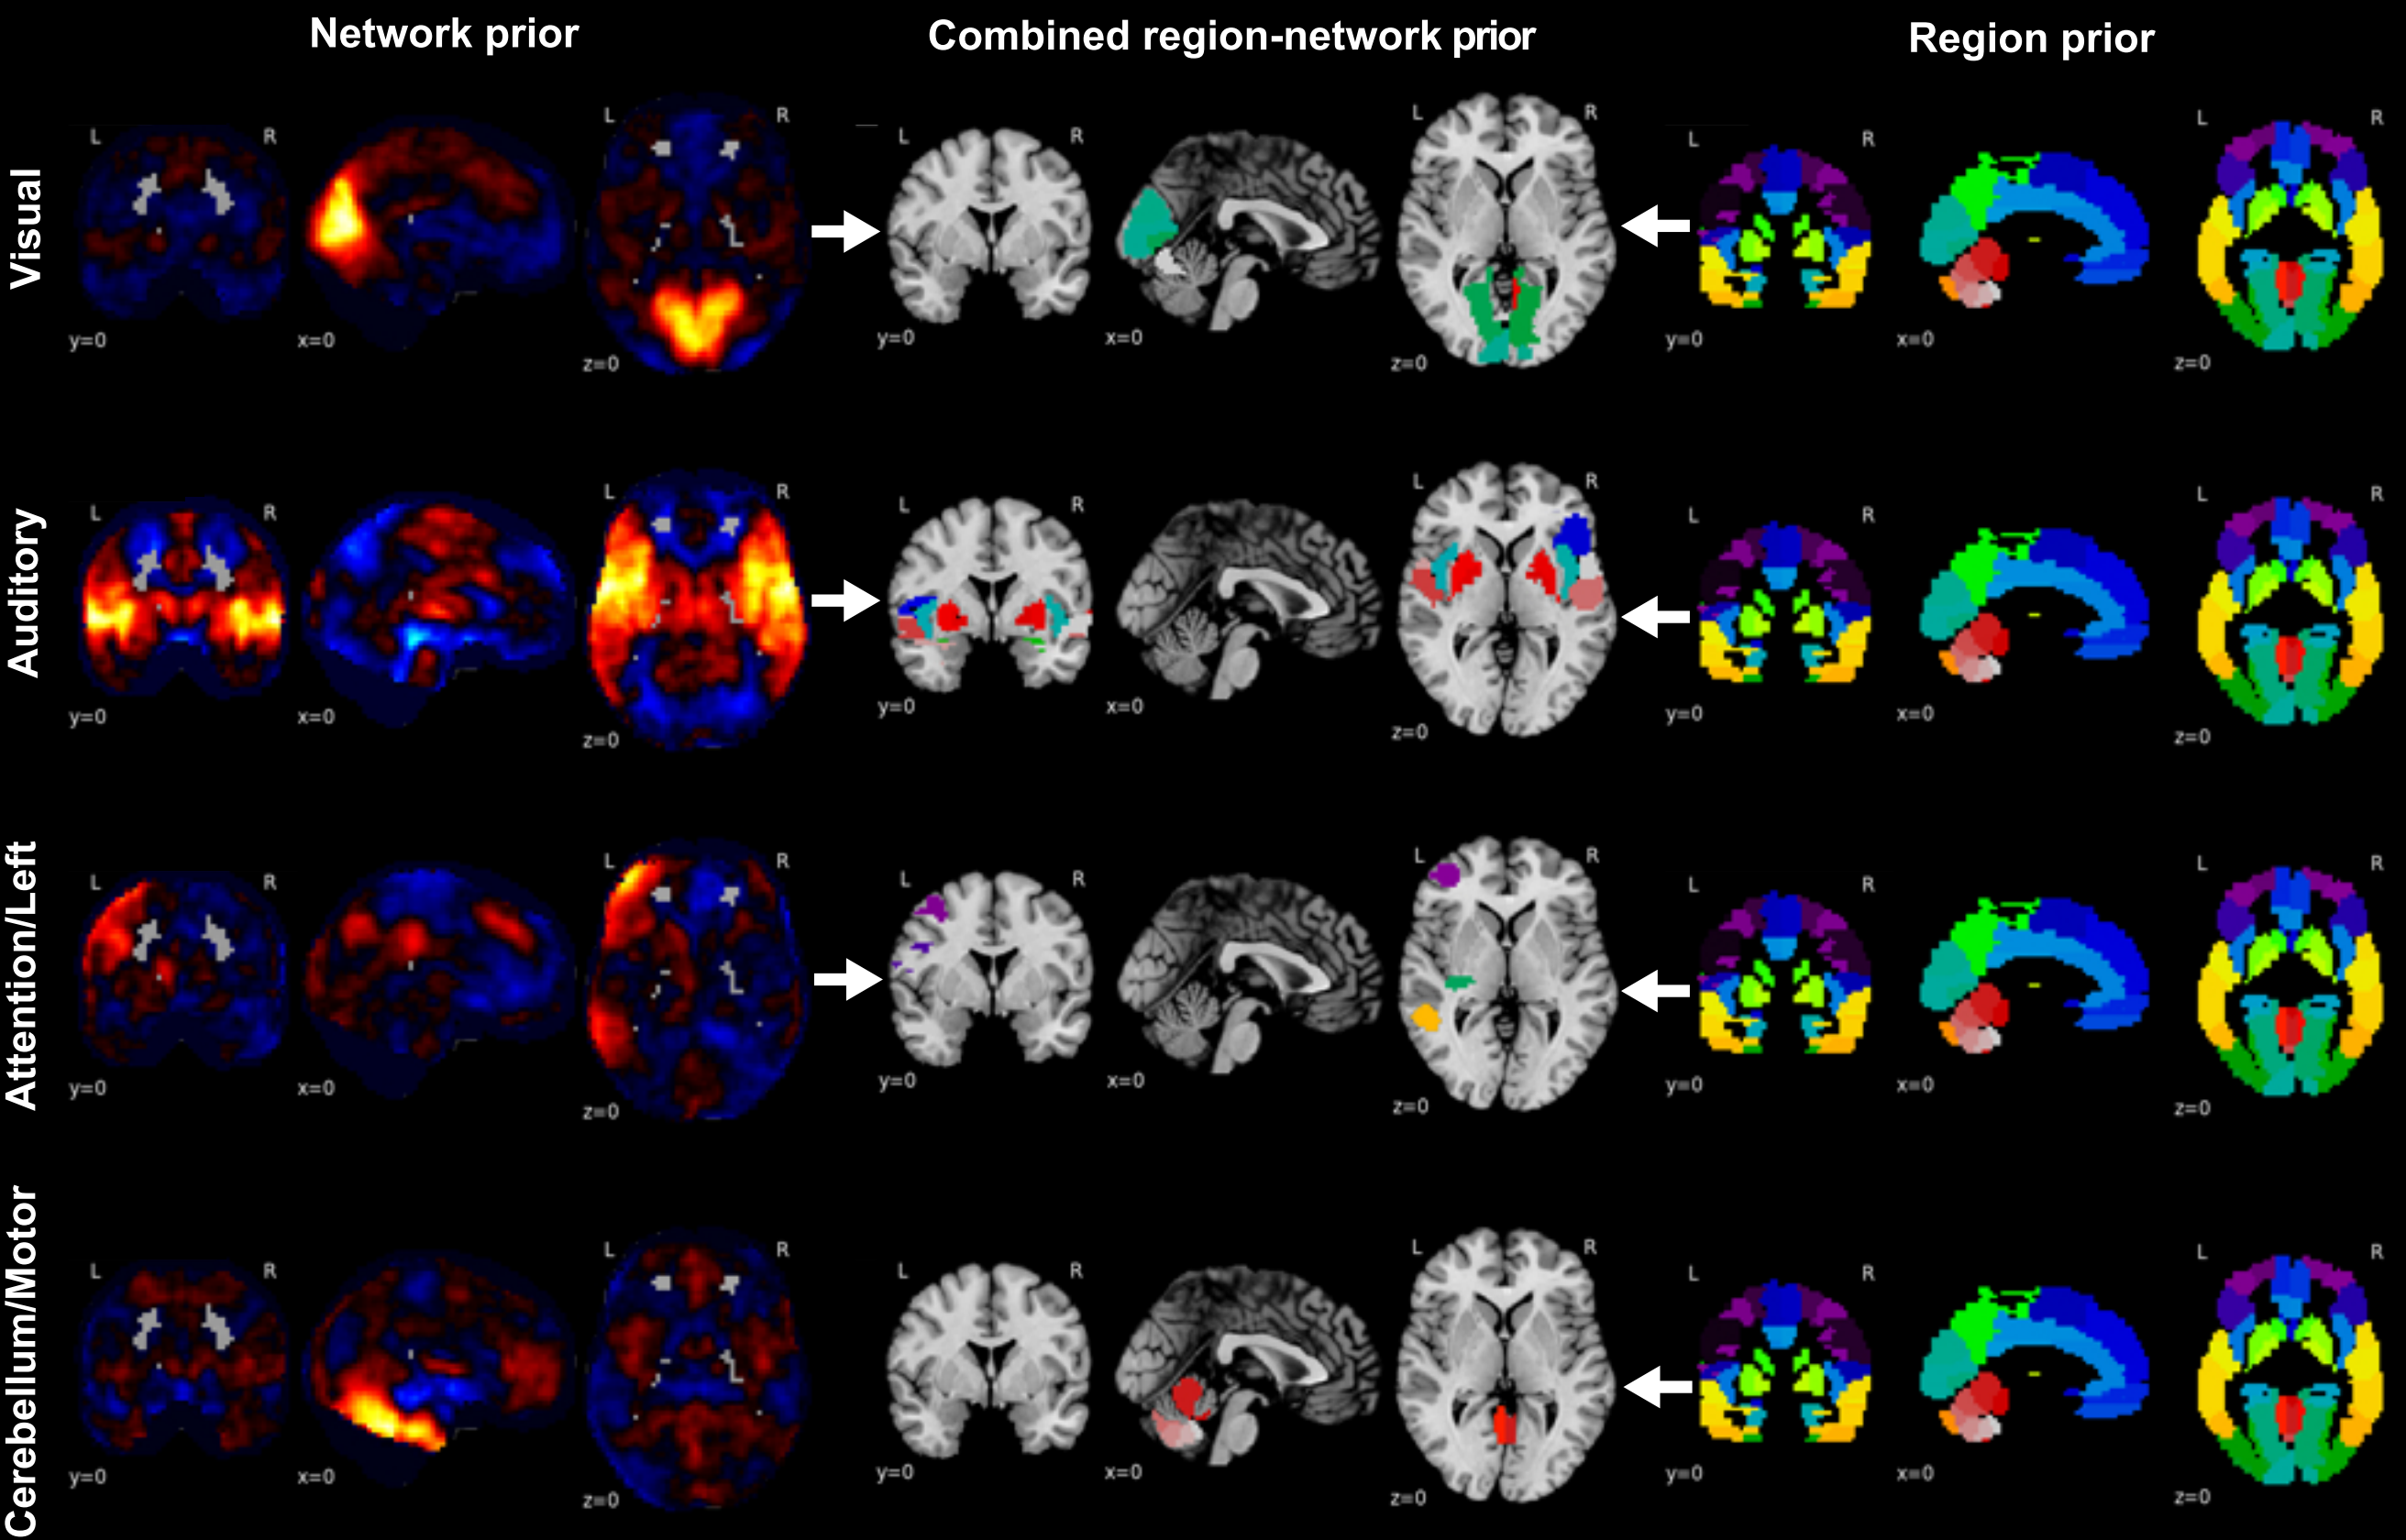 Network prior
Combined region-network prior
Region prior
Visual
L R
y=0
x=0
L R
z=0
L R
y=0
x=0
L R
z=0
L R
y=0
x=0
L R
z=0
Auditory
L R
y=0
x=0
L R
z=0
L R
y=0
x=0
L R
z=0
L R
y=0
x=0
L R
z=0
Attention/Left
L R
y=0
x=0
L R
z=0
L R
y=0
x=0
L R
z=0
L R
y=0
x=0
L R
z=0
Cerebellum/Motor
L R
y=0
x=0
L R
z=0
L R
y=0
x=0
L R
z=0
L R
y=0
x=0
L R
z=0